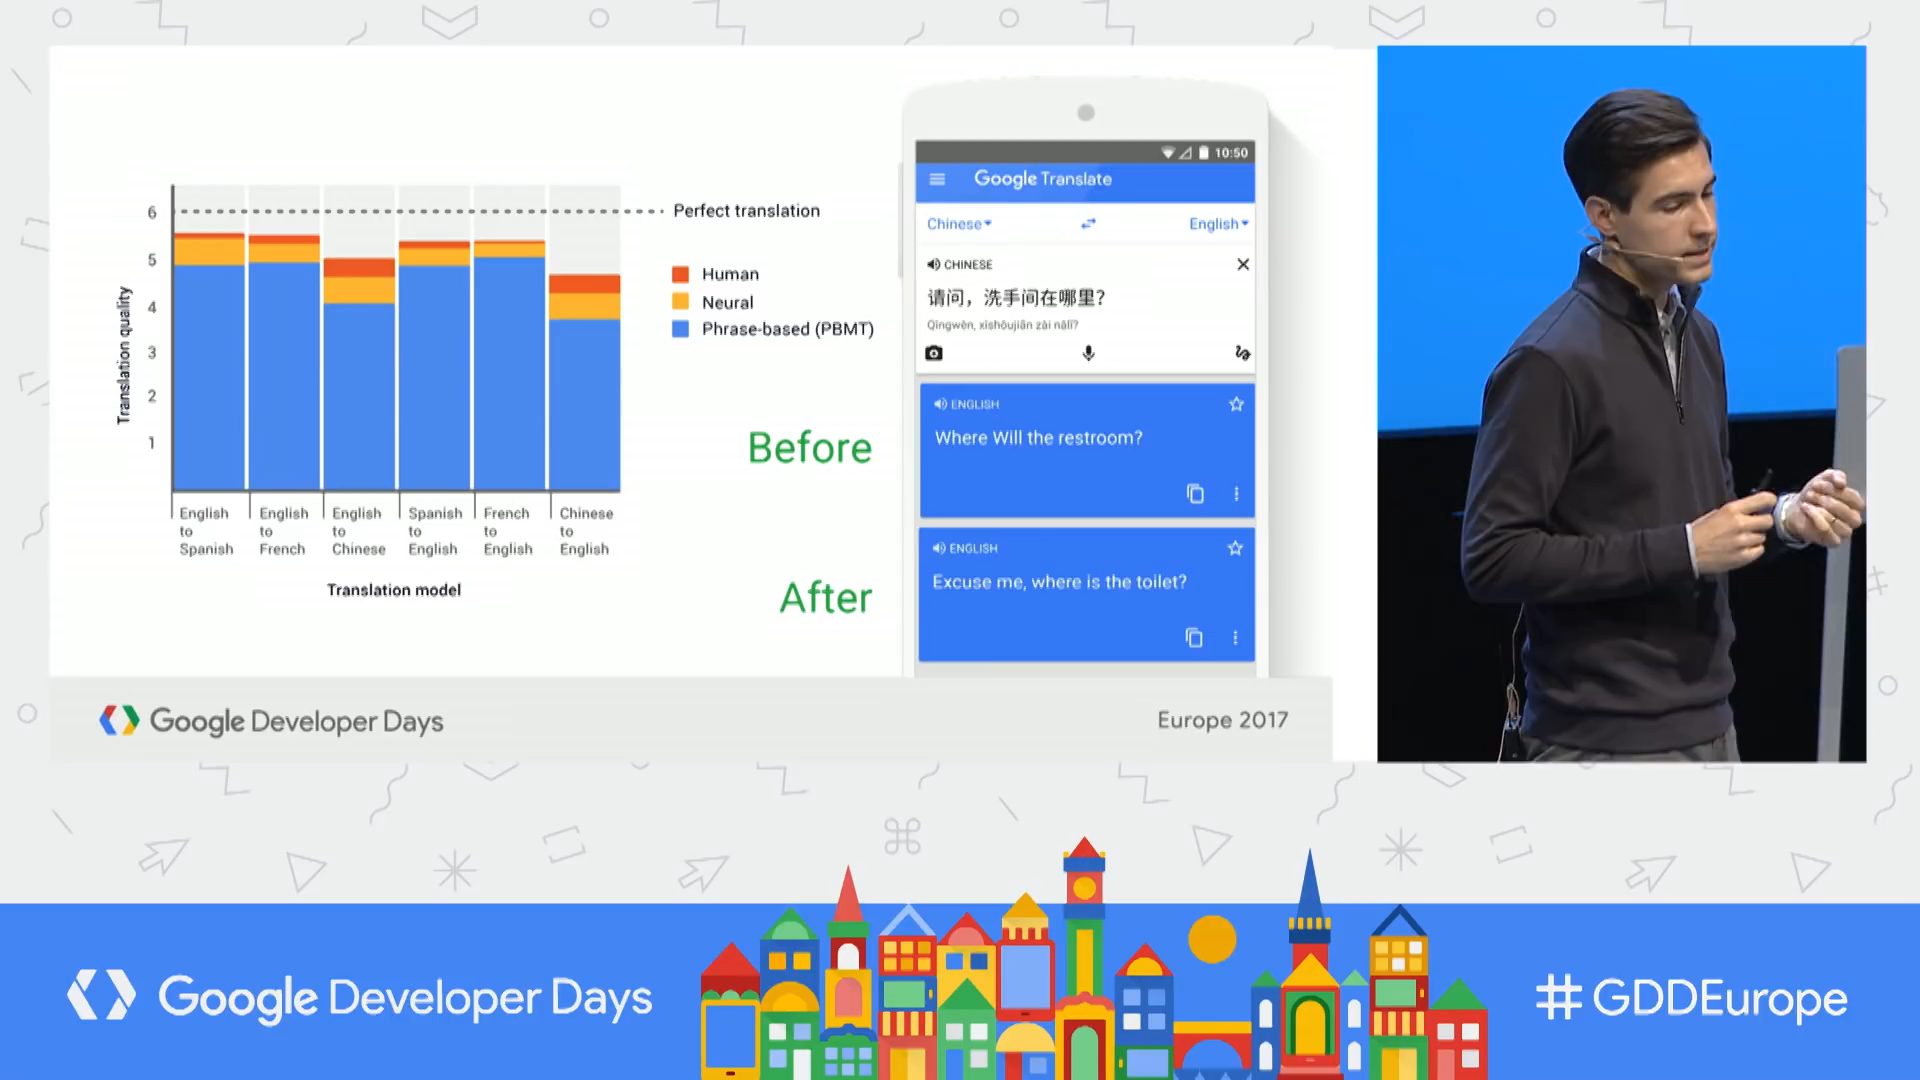 6
5
4
3
2
1
Translation quality
Perfect translation
Human
Neural
Phrase-based (PBMT)
English to Spanish
English to French
English to Chinese
Spanish to English
French to English
Chinese to English
Translation model
Before
After
10:50
Google Translate
Chinese
English
CHINESE
请问，洗手间在哪里？
Qǐngwèn, xǐshǒujiān zài nǎlǐ?
ENGLISH
Where Will the restroom?
ENGLISH
Excuse me, where is the toilet?
Google Developer Days
Europe 2017
Google Developer Days
#GDDEurope